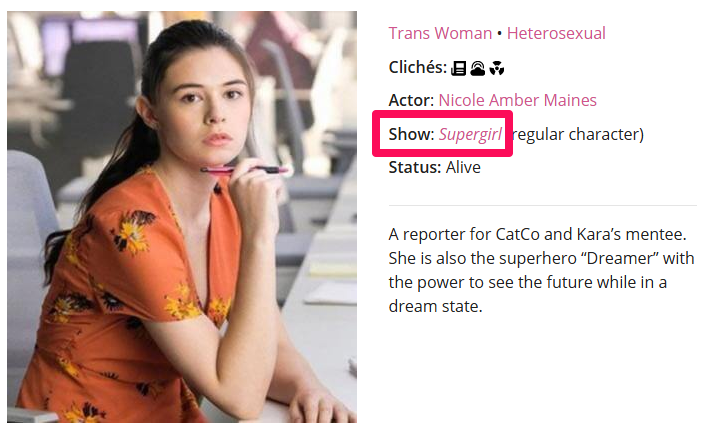 Trans Woman • Heterosexual
Clichés:
Actor: Nicole Amber Maines
Show: Supergirl (regular character)
Status: Alive
A reporter for CatCo and Kara’s mentee.
She is also the superhero “Dreamer” with
the power to see the future while in a
dream state.